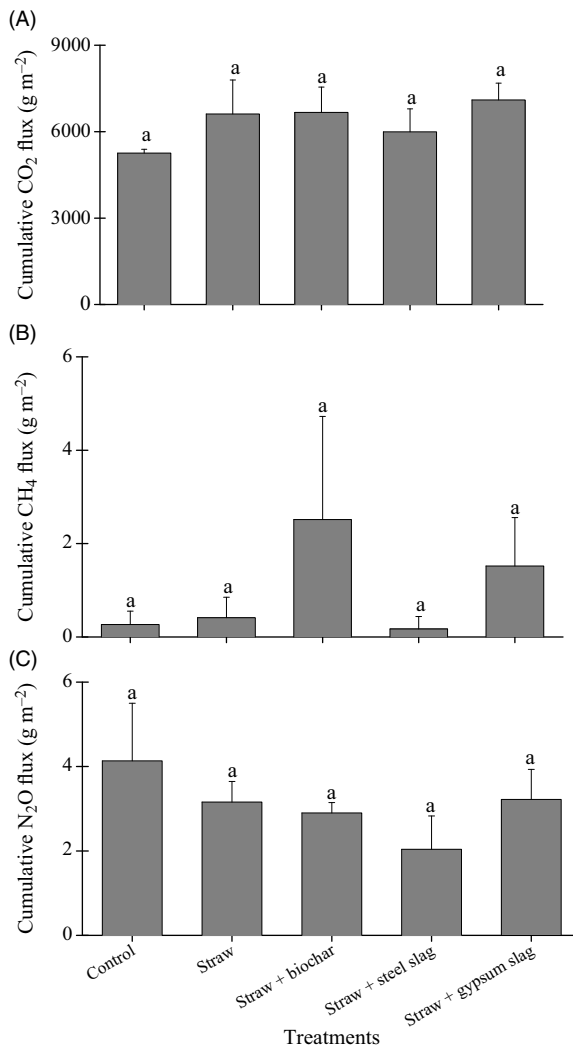 (A)
Cumulative CO₂ flux (g m⁻²)
9000
6000
3000
0
a
a
a
a
a
(B)
Cumulative CH₄ flux (g m⁻²)
6
4
2
0
a
a
a
a
a
(C)
Cumulative N₂O flux (g m⁻²)
6
4
2
0
a
a
a
a
a
Control
Straw
Straw + biochar
Straw + steel slag
Straw + gypsum slag
Treatments